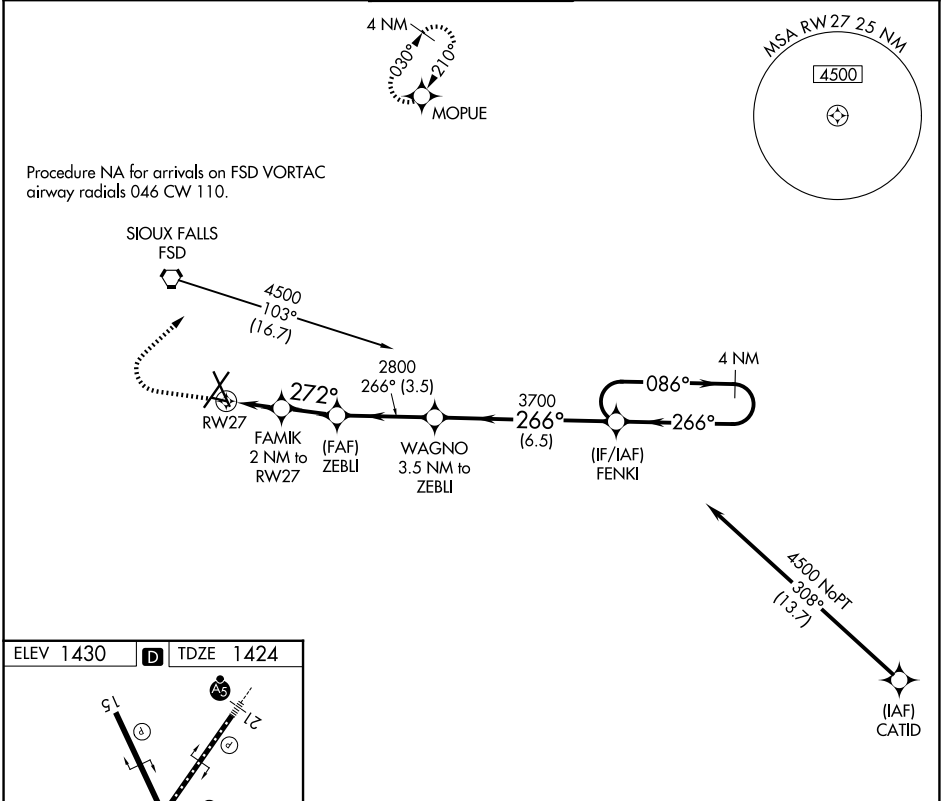 4 NM
030°
210°
MOPUE
MSA RW 27 25 NM
4500
Procedure NA for arrivals on FSD VORTAC
airway radials 046 CW 110.
SIOUX FALLS
FSD
4500
103°
(16.7)
2800
266° (3.5)
3700
266°
(6.5)
4 NM
086°
266°
272°
RW27
FAMIK
2 NM to
RW27
(FAF)
ZEBLI
WAGNO
3.5 NM to
ZEBLI
(IF/IAF)
FENKI
4500 NoPT
308°
(13.7)
(IAF)
CATID
ELEV 1430
D
TDZE 1424
A5
15
21
P
P